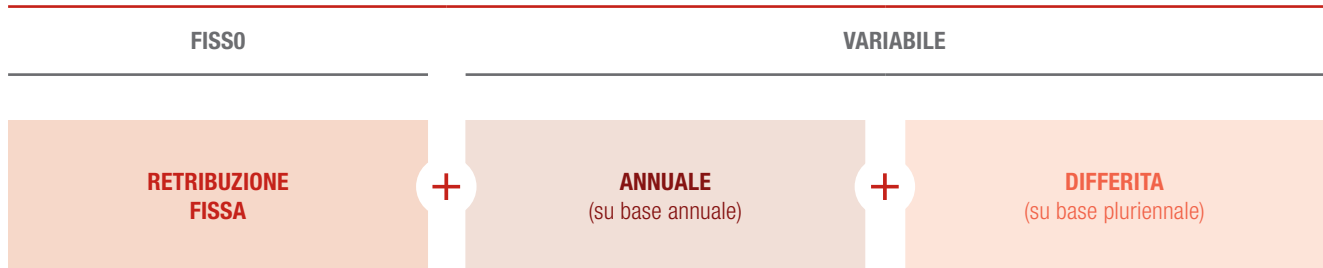 FISSO
VARIABILE
RETRIBUZIONE
FISSA
+
ANNUALE
(su base annuale)
+
DIFFERITA
(su base pluriennale)